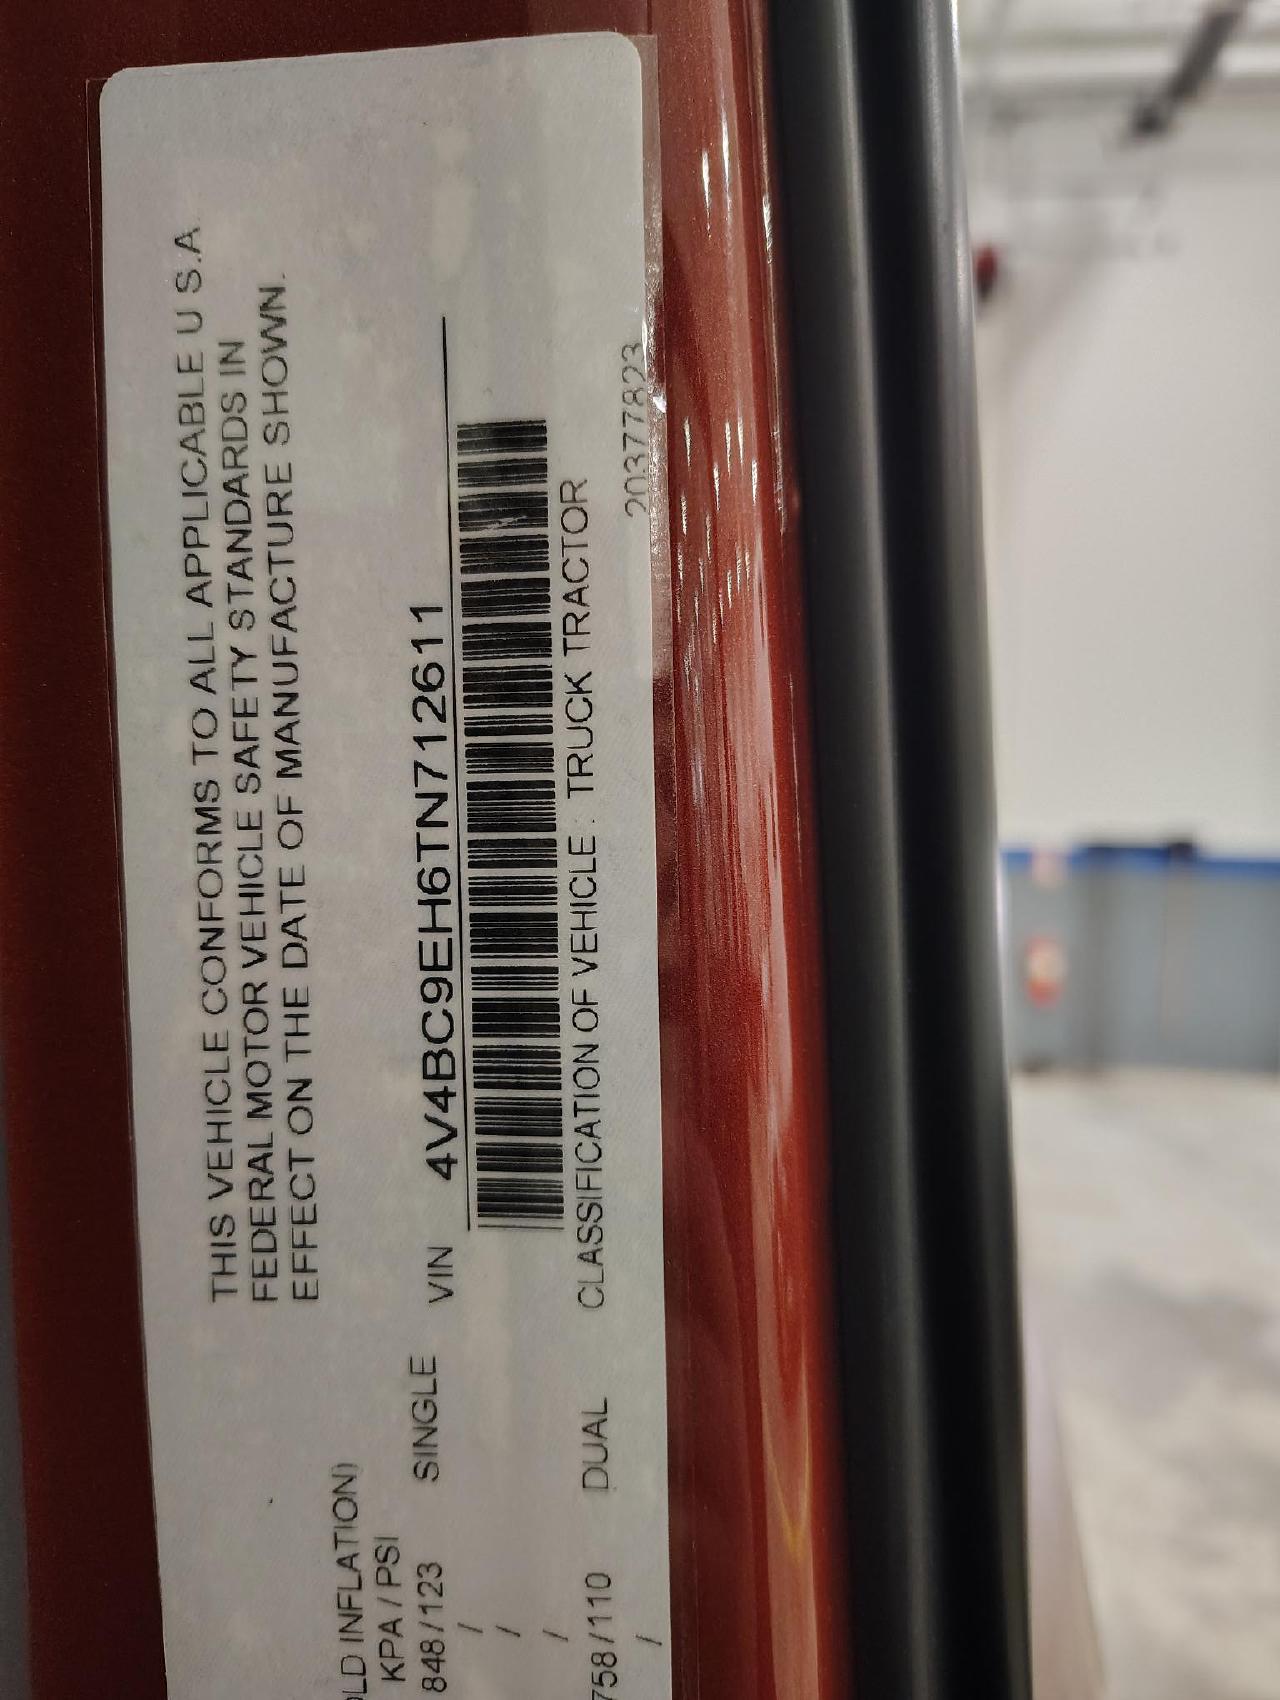 THIS VEHICLE CONFORMS TO ALL APPLICABLE U S.A
FEDERAL MOTOR VEHICLE SAFETY STANDARDS IN
EFFECT ON THE DATE OF MANUFACTURE SHOWN.
INFLATION)
KPA / PSI
848 / 123 SINGLE VIN 4V4BC9EH6TN712611
/
/
/
758 / 110 DUAL CLASSIFICATION OF VEHICLE : TRUCK TRACTOR
/
20377823